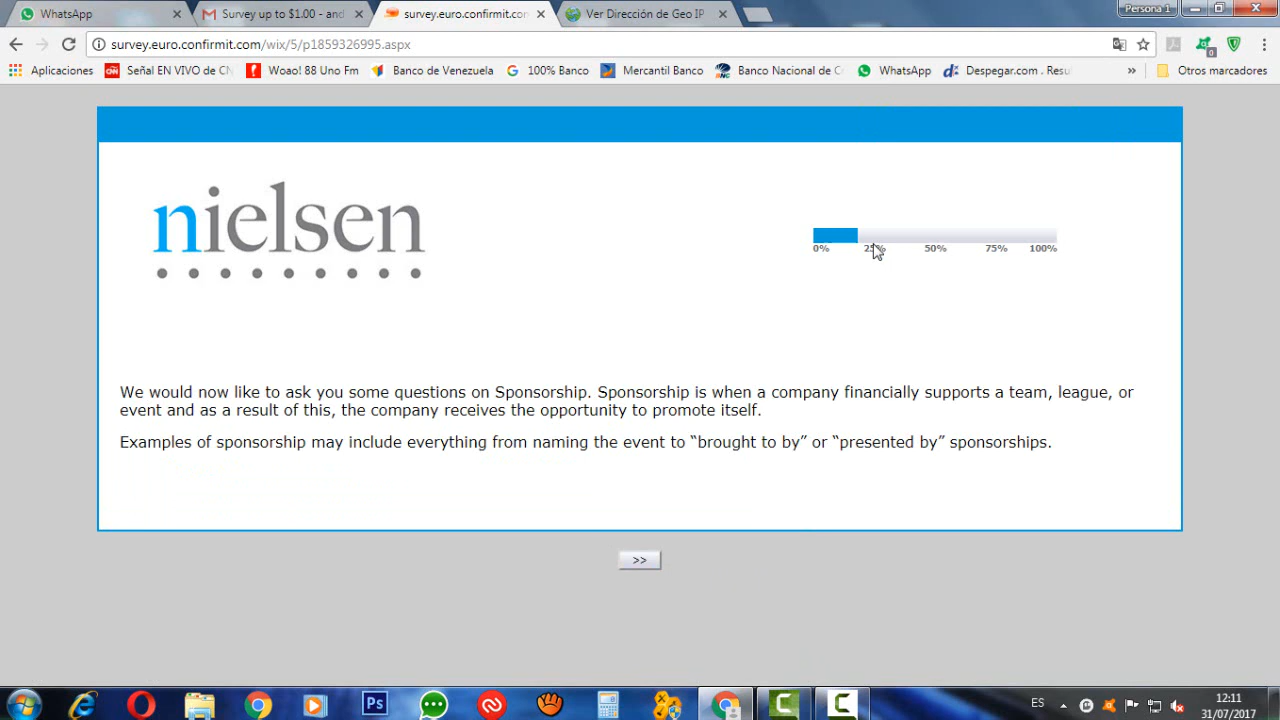 WhatsApp
Survey up to $1.00 - and
survey.euro.confirmit.co
Ver Dirección de Geo IP
Persona 1
survey.euro.confirmit.com/wix/5/p1859326995.aspx
0
Aplicaciones
CNN
Señal EN VIVO de CN
Woao! 88 Uno Fm
Banco de Venezuela
100% Banco
Mercantil Banco
Banco Nacional de C
WhatsApp
Despegar.com . Resu
»
Otros marcadores
nielsen
0% 25% 50% 75% 100%
We would now like to ask you some questions on Sponsorship. Sponsorship is when a company financially supports a team, league, or
event and as a result of this, the company receives the opportunity to promote itself.
Examples of sponsorship may include everything from naming the event to “brought to by” or “presented by” sponsorships.
>>
Ps
ES
12:11
31/07/2017